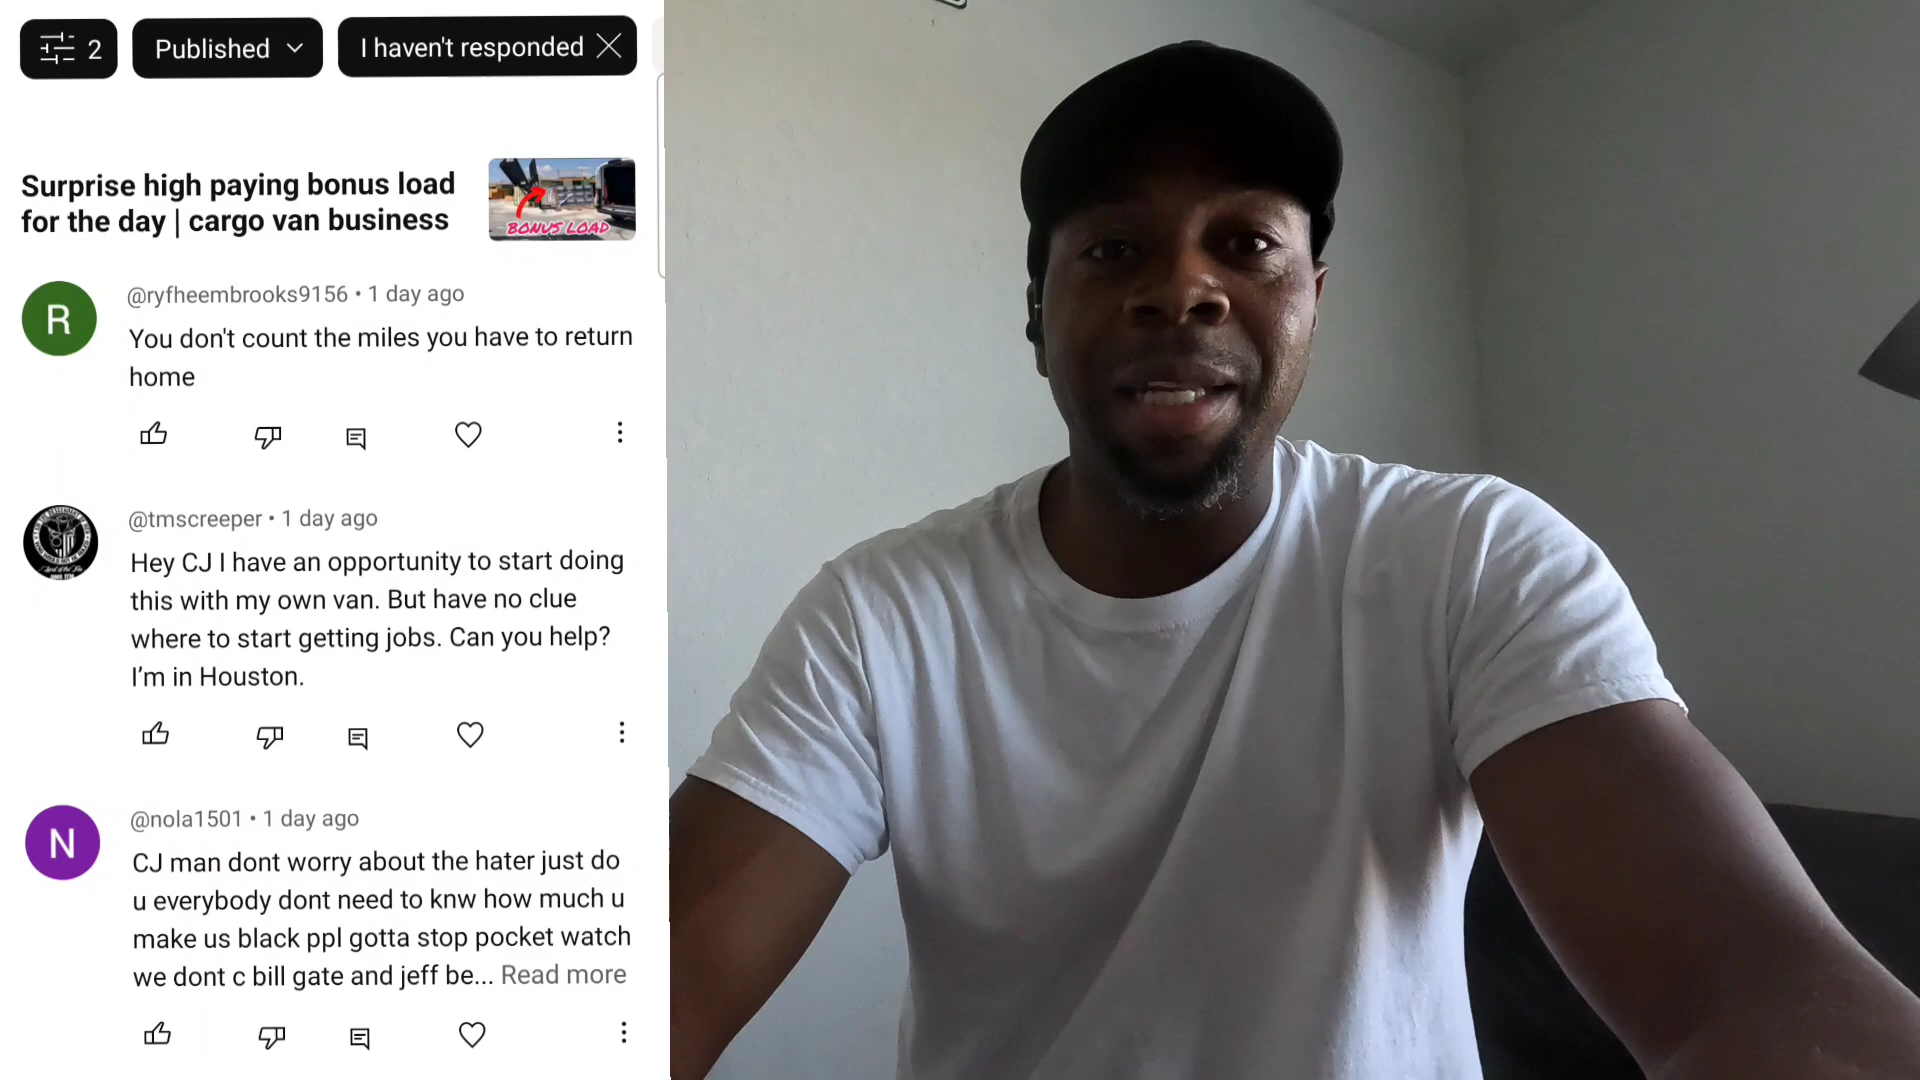 2
Published
I haven't responded
Surprise high paying bonus load
for the day | cargo van business
BONUS LOAD
R
@ryfheembrooks9156 • 1 day ago
You don't count the miles you have to return
home
@tmscreeper • 1 day ago
Hey CJ I have an opportunity to start doing
this with my own van. But have no clue
where to start getting jobs. Can you help?
I’m in Houston.
N
@nola1501 • 1 day ago
CJ man dont worry about the hater just do
u everybody dont need to knw how much u
make us black ppl gotta stop pocket watch
we dont c bill gate and jeff be... Read more